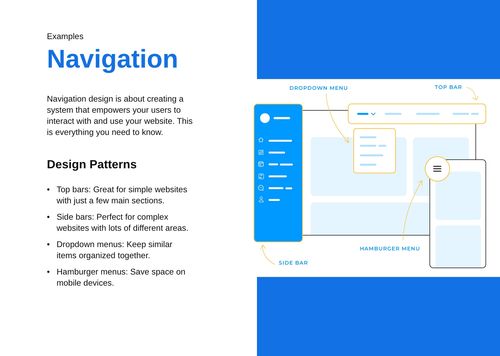 Examples
Navigation
Navigation design is about creating a
system that empowers your users to
interact with and use your website. This
is everything you need to know.
Design Patterns
• Top bars: Great for simple websites
with just a few main sections.
• Side bars: Perfect for complex
websites with lots of different areas.
• Dropdown menus: Keep similar
items organized together.
• Hamburger menus: Save space on
mobile devices.
DROPDOWN MENU
TOP BAR
HAMBURGER MENU
SIDE BAR